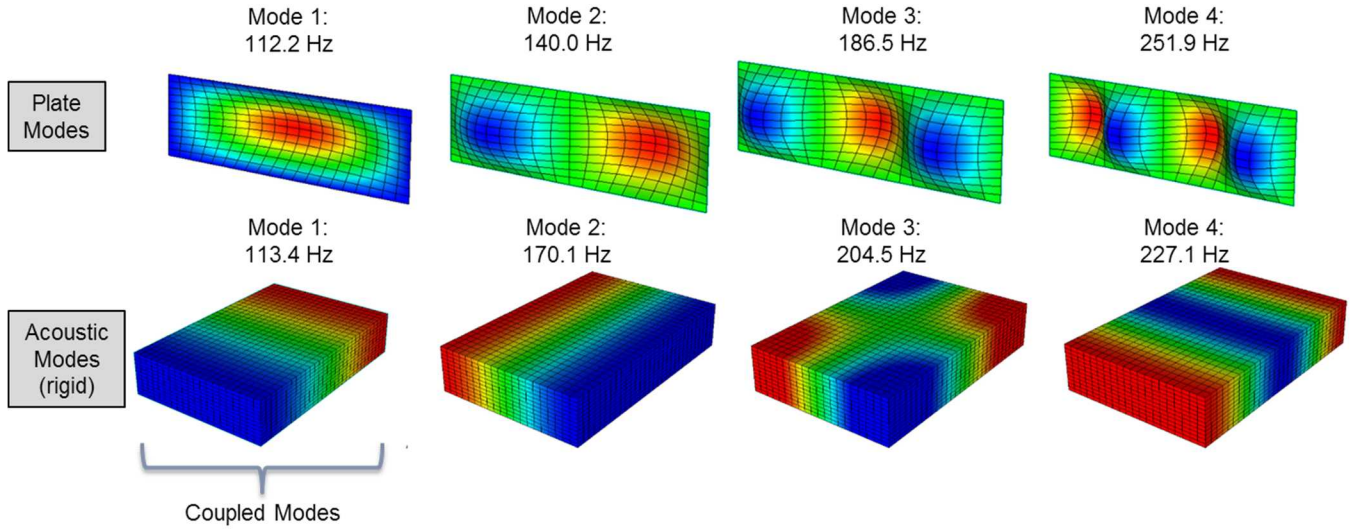 Mode 1:
112.2 Hz
Mode 2:
140.0 Hz
Mode 3:
186.5 Hz
Mode 4:
251.9 Hz
Plate
Modes
Mode 1:
113.4 Hz
Mode 2:
170.1 Hz
Mode 3:
204.5 Hz
Mode 4:
227.1 Hz
Acoustic
Modes
(rigid)
Coupled Modes